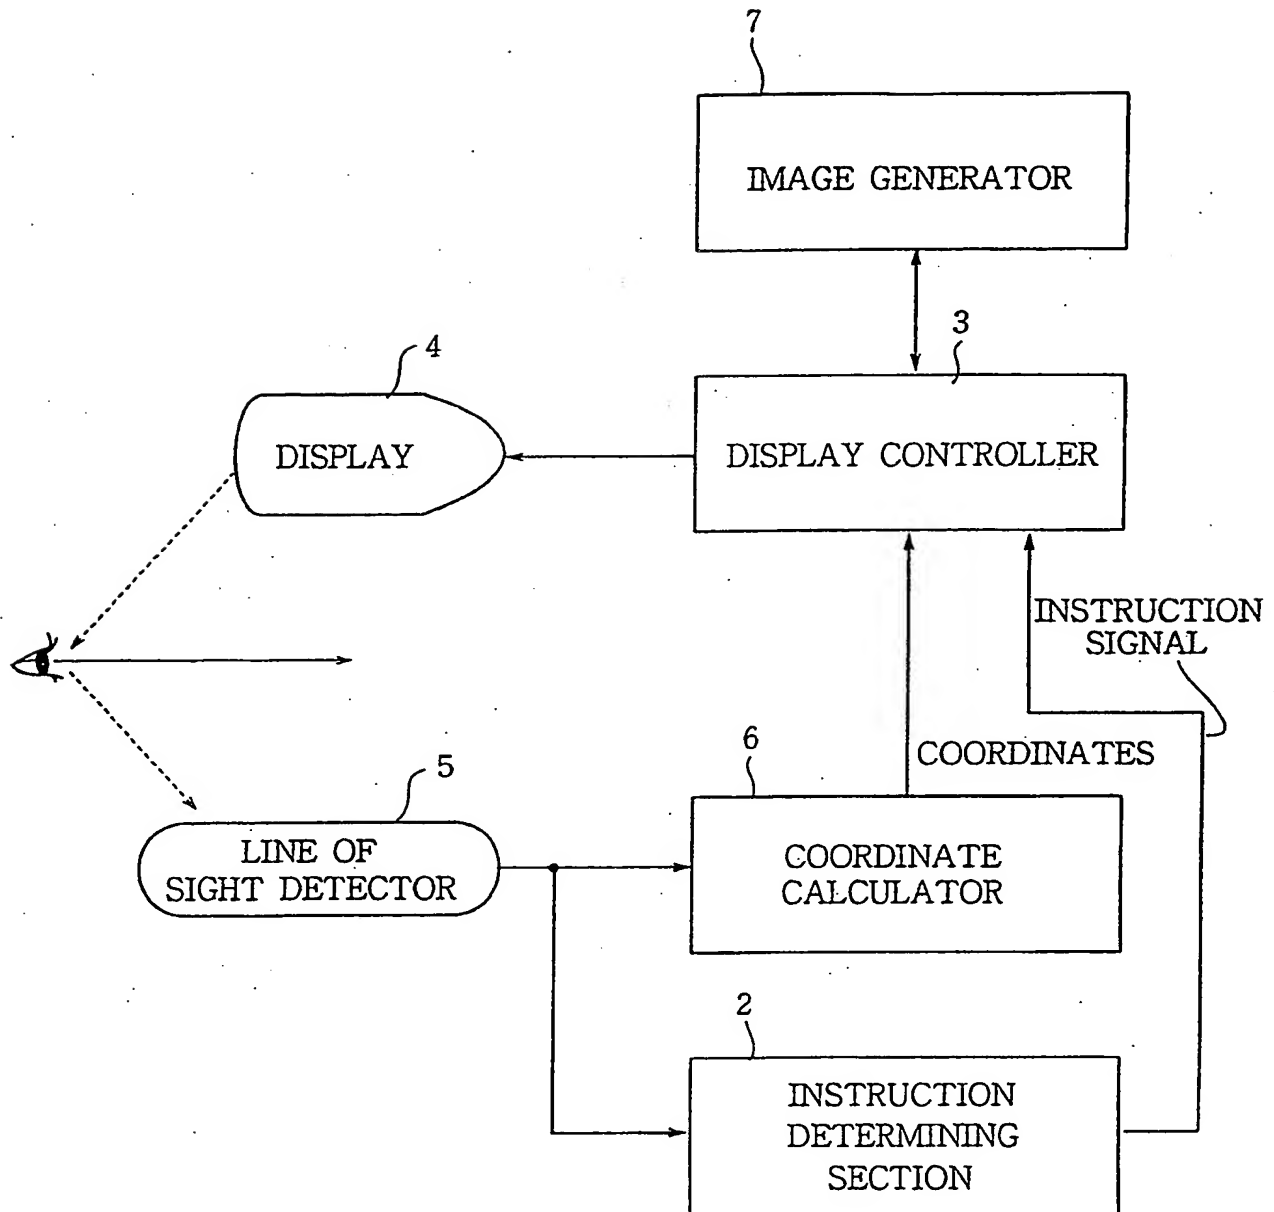 7
IMAGE GENERATOR
3
4
DISPLAY
DISPLAY CONTROLLER
INSTRUCTION
SIGNAL
6
COORDINATES
5
LINE OF
SIGHT DETECTOR
COORDINATE
CALCULATOR
2
INSTRUCTION
DETERMINING
SECTION